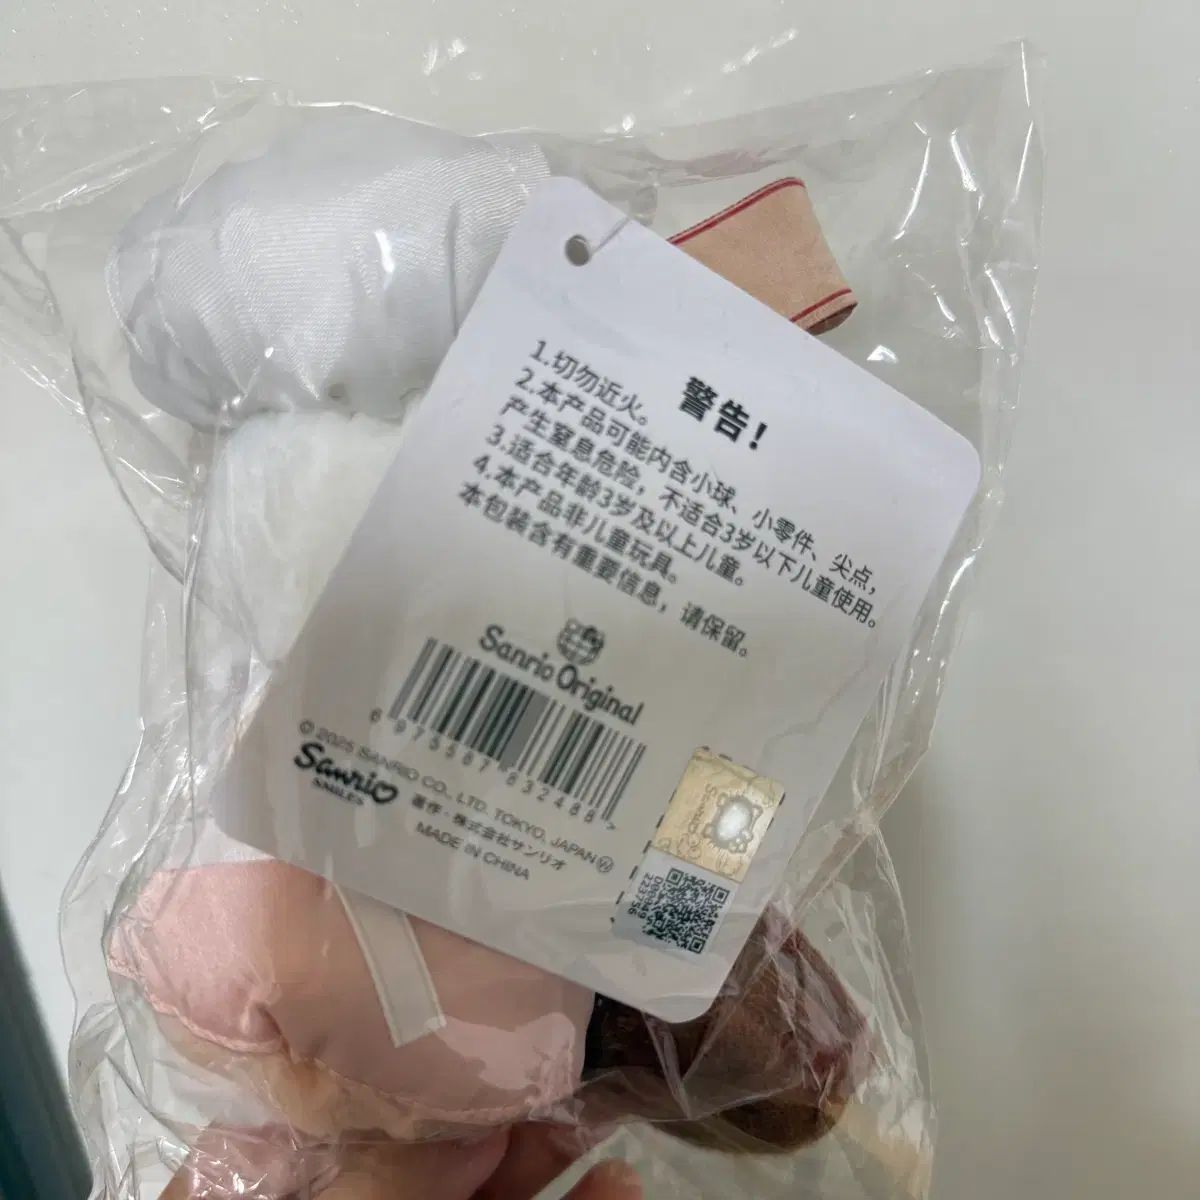 警告！
1.切勿近火。
2.本产品可能内含小球、小零件、尖点，
产生窒息危险，不适合3岁以下儿童使用。
3.适合年龄3岁及以上儿童。
4.本产品非儿童玩具。
本包装含有重要信息，请保留。
Sanrio Original
6 975567 832488 >
© 2025 SANRIO CO., LTD. TOKYO, JAPAN Ⓦ
Sanrio
SMILES
著作・株式会社サンリオ
MADE IN CHINA